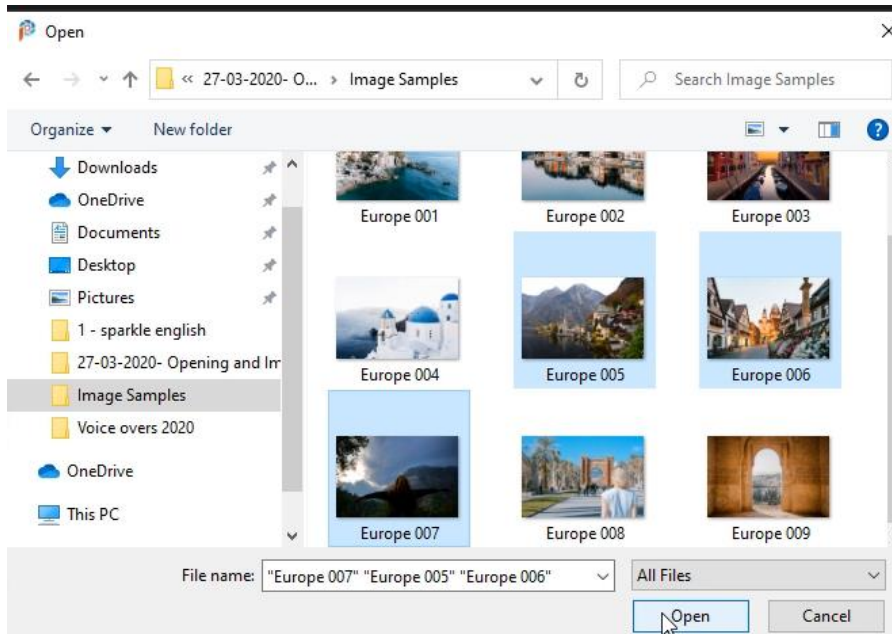 Open
« 27-03-2020- O... › Image Samples
Search Image Samples
Organize
New folder
Downloads
OneDrive
Documents
Desktop
Pictures
1 - sparkle english
27-03-2020- Opening and Im
Image Samples
Voice overs 2020
OneDrive
This PC
Europe 001
Europe 002
Europe 003
Europe 004
Europe 005
Europe 006
Europe 007
Europe 008
Europe 009
File name: "Europe 007" "Europe 005" "Europe 006"
All Files
Open
Cancel